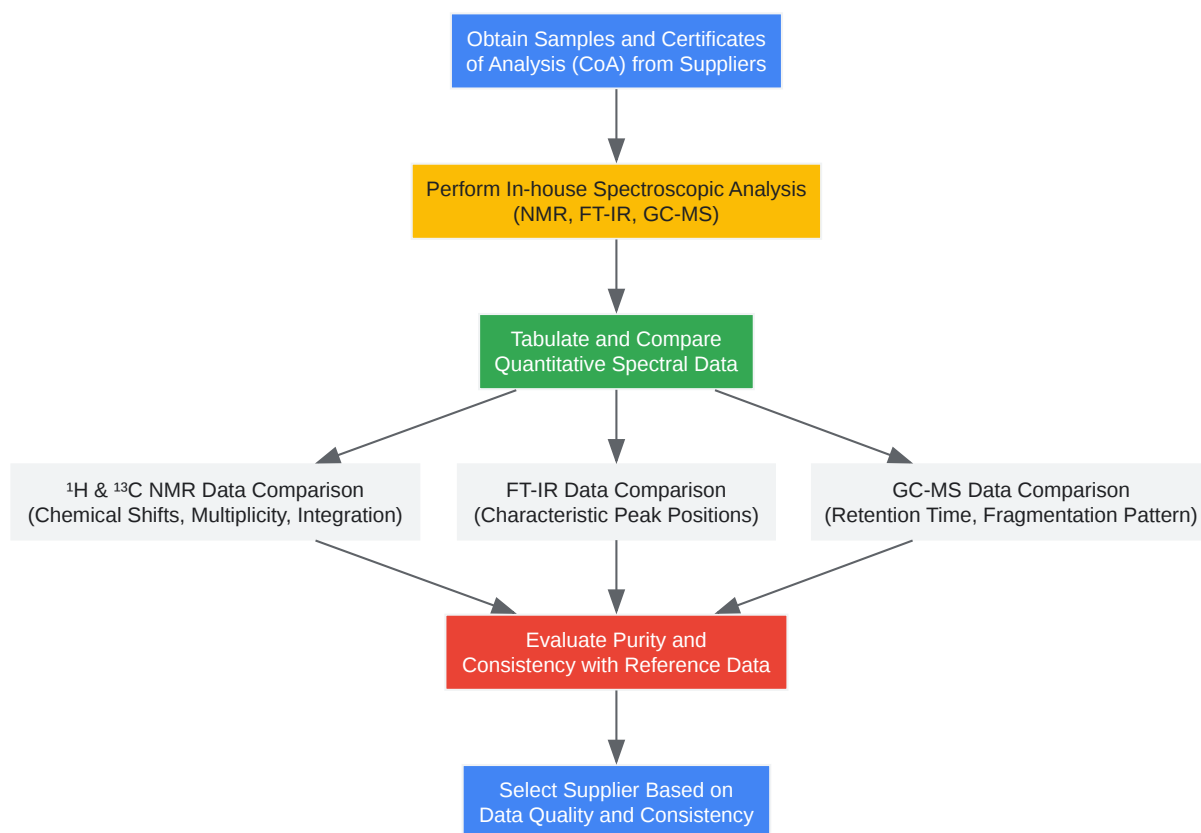 Obtain Samples and Certificates
of Analysis (CoA) from Suppliers
Perform In-house Spectroscopic Analysis
(NMR, FT-IR, GC-MS)
Tabulate and Compare
Quantitative Spectral Data
¹H & ¹³C NMR Data Comparison
(Chemical Shifts, Multiplicity, Integration)
FT-IR Data Comparison
(Characteristic Peak Positions)
GC-MS Data Comparison
(Retention Time, Fragmentation Pattern)
Evaluate Purity and
Consistency with Reference Data
Select Supplier Based on
Data Quality and Consistency